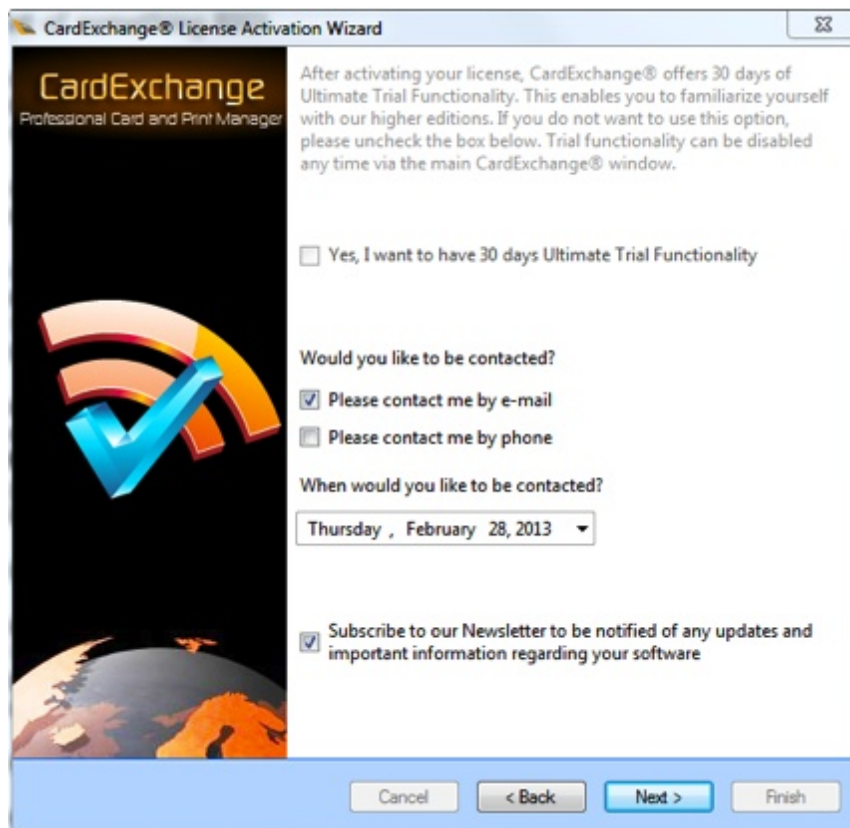 CardExchange® License Activation Wizard
CardExchange
Professional Card and Print Manager
After activating your license, CardExchange® offers 30 days of
Ultimate Trial Functionality. This enables you to familiarize yourself
with our higher editions. If you do not want to use this option,
please uncheck the box below. Trial functionality can be disabled
any time via the main CardExchange® window.
Yes, I want to have 30 days Ultimate Trial Functionality
Would you like to be contacted?
Please contact me by e-mail
Please contact me by phone
When would you like to be contacted?
Thursday , February 28, 2013
Subscribe to our Newsletter to be notified of any updates and
important information regarding your software
Cancel
< Back
Next >
Finish